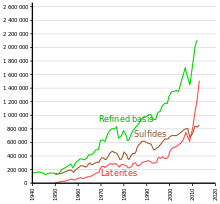 2 600 000
2 400 000
2 200 000
2 000 000
1 800 000
1 600 000
1 400 000
1 200 000
1 000 000
800 000
600 000
400 000
200 000
0
Refined basis
Sulfides
Laterites
1940
1950
1960
1970
1980
1990
2000
2010
2020